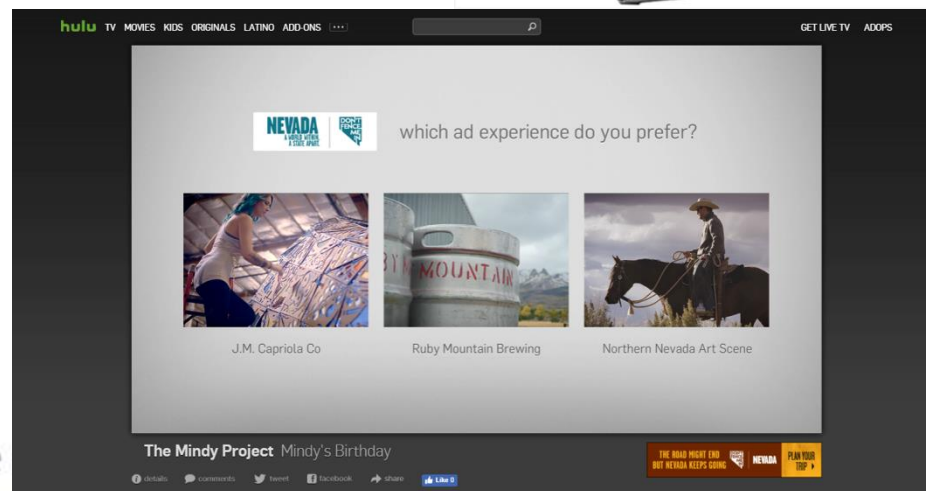 hulu TV MOVIES KIDS ORIGINALS LATINO ADD-ONS ··· GET LIVE TV ADOPS
NEVADA
A WORLD WITHIN.
A STATE APART.
DON'T
FENCE
ME
IN
which ad experience do you prefer?
BY MOUNTAIN
J.M. Capriola Co Ruby Mountain Brewing Northern Nevada Art Scene
The Mindy Project Mindy's Birthday
THE ROAD MIGHT END
BUT NEVADA KEEPS GOING
NEVADA
PLAN YOUR
TRIP
details comments tweet facebook share Like 0